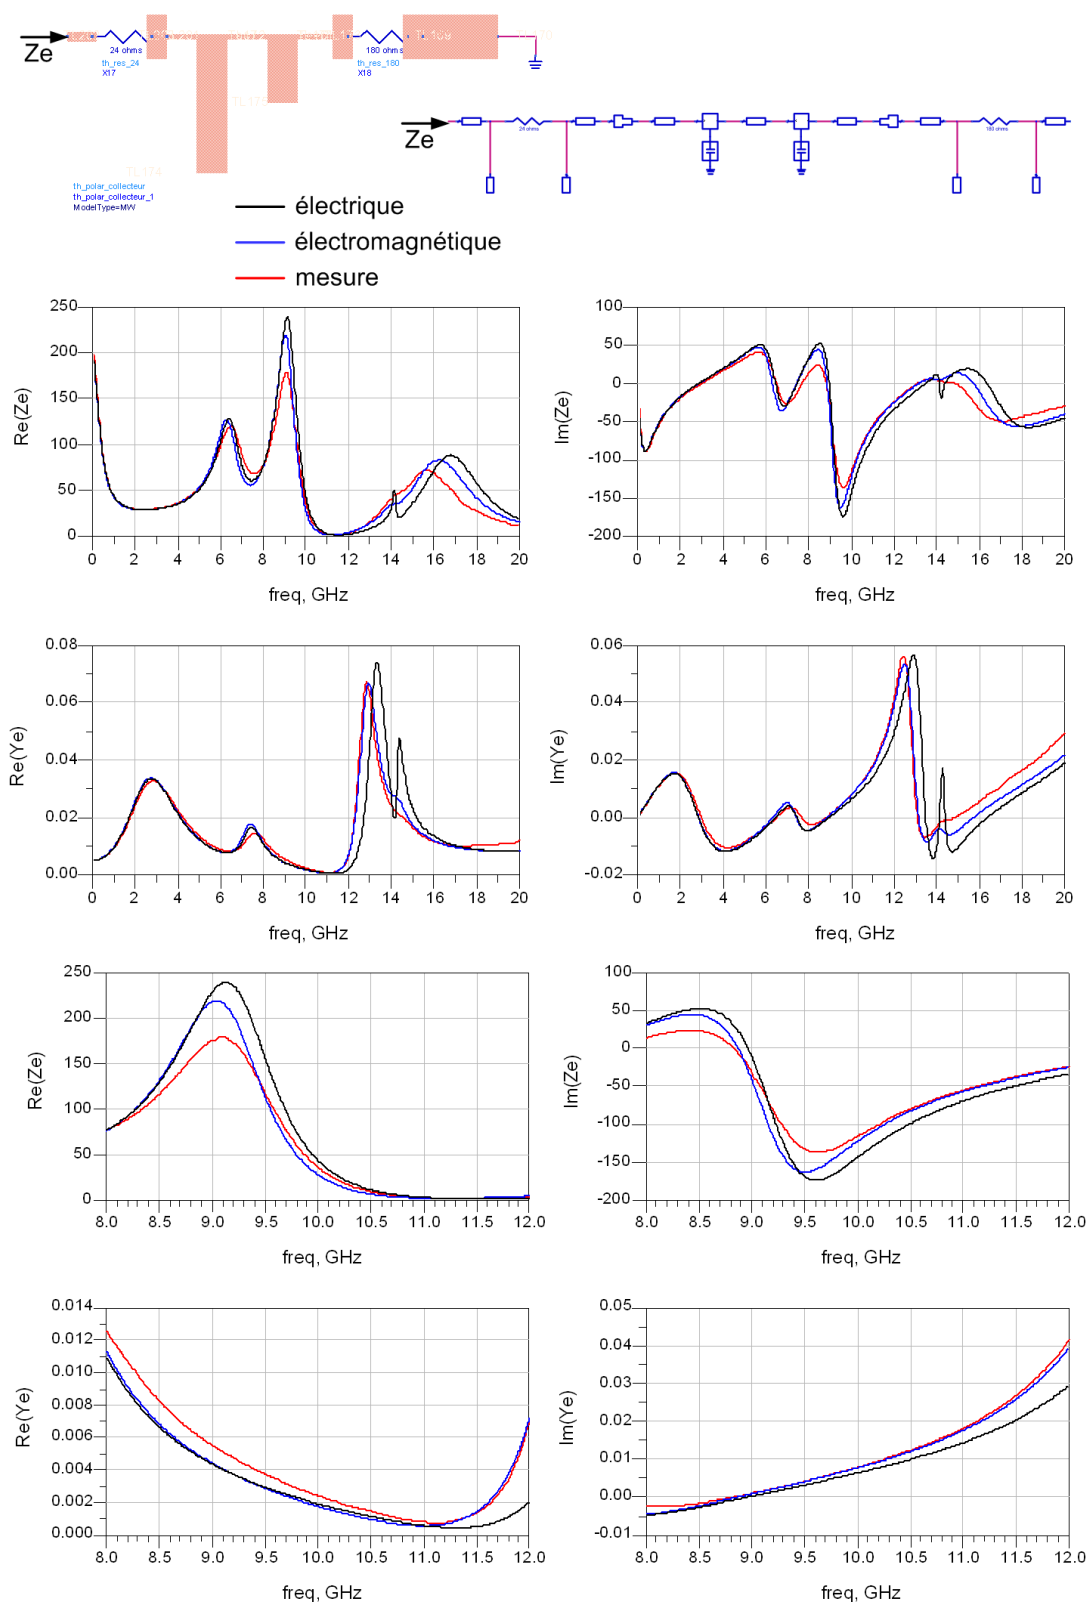 Ze
24 ohms
th_res_24
X17
180 ohms
th_res_180
X18
TL169
TL175
TL174
th_polar_collecteur
th_polar_collecteur_1
ModelType=MW
Ze
24 ohms
180 ohms
électrique
électromagnétique
mesure
Re(Ze)
250
200
150
100
50
0
0 2 4 6 8 10 12 14 16 18 20
freq, GHz
Im(Ze)
100
50
0
-50
-100
-150
-200
0 2 4 6 8 10 12 14 16 18 20
freq, GHz
Re(Ye)
0.08
0.06
0.04
0.02
0.00
0 2 4 6 8 10 12 14 16 18 20
freq, GHz
Im(Ye)
0.06
0.04
0.02
0.00
-0.02
0 2 4 6 8 10 12 14 16 18 20
freq, GHz
Re(Ze)
250
200
150
100
50
0
8.0 8.5 9.0 9.5 10.0 10.5 11.0 11.5 12.0
freq, GHz
Im(Ze)
100
50
0
-50
-100
-150
-200
8.0 8.5 9.0 9.5 10.0 10.5 11.0 11.5 12.0
freq, GHz
Re(Ye)
0.014
0.012
0.010
0.008
0.006
0.004
0.002
0.000
8.0 8.5 9.0 9.5 10.0 10.5 11.0 11.5 12.0
freq, GHz
Im(Ye)
0.05
0.04
0.03
0.02
0.01
0.00
-0.01
8.0 8.5 9.0 9.5 10.0 10.5 11.0 11.5 12.0
freq, GHz